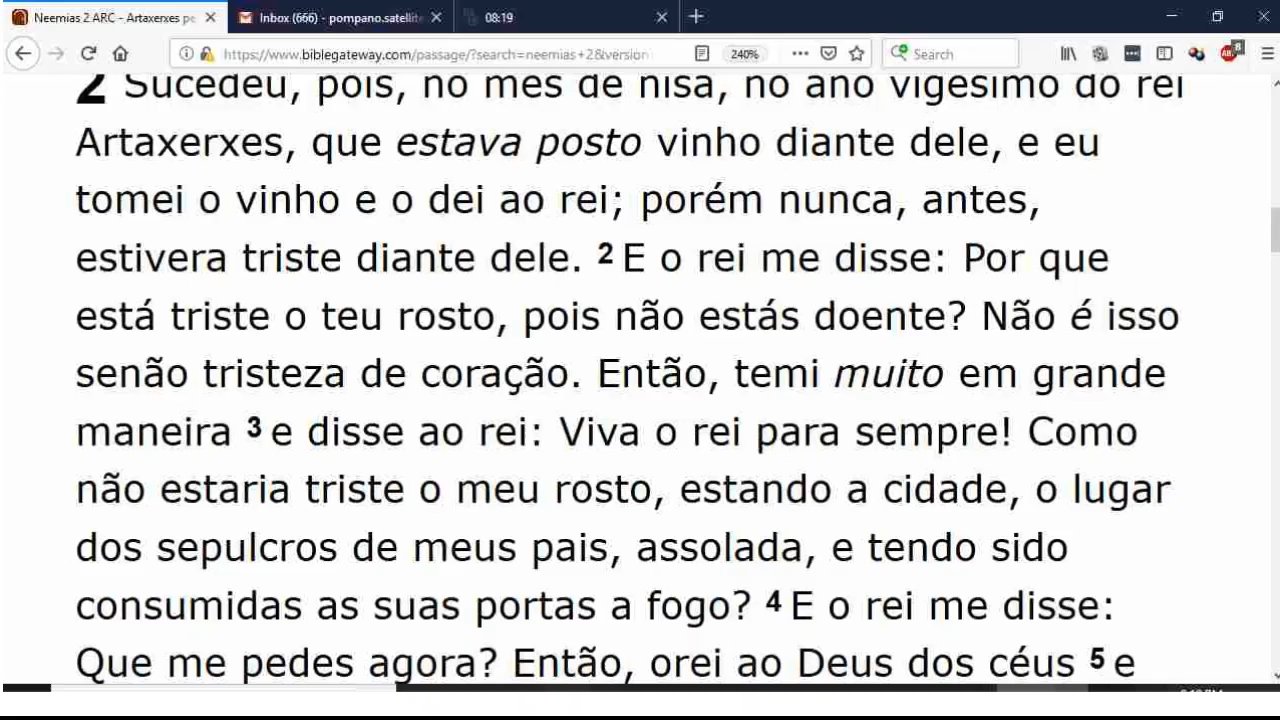 Neemias 2 ARC - Artaxerxes pe
Inbox (666) - pompano.satellite
08:19
https://www.biblegateway.com/passage/?search=neemias+2&version
240%
Search
8
2 Sucedeu, pois, no mês de nisã, no ano vigésimo do rei
Artaxerxes, que estava posto vinho diante dele, e eu
tomei o vinho e o dei ao rei; porém nunca, antes,
estivera triste diante dele. 2 E o rei me disse: Por que
está triste o teu rosto, pois não estás doente? Não é isso
senão tristeza de coração. Então, temi muito em grande
maneira 3 e disse ao rei: Viva o rei para sempre! Como
não estaria triste o meu rosto, estando a cidade, o lugar
dos sepulcros de meus pais, assolada, e tendo sido
consumidas as suas portas a fogo? 4 E o rei me disse:
Que me pedes agora? Então, orei ao Deus dos céus 5 e